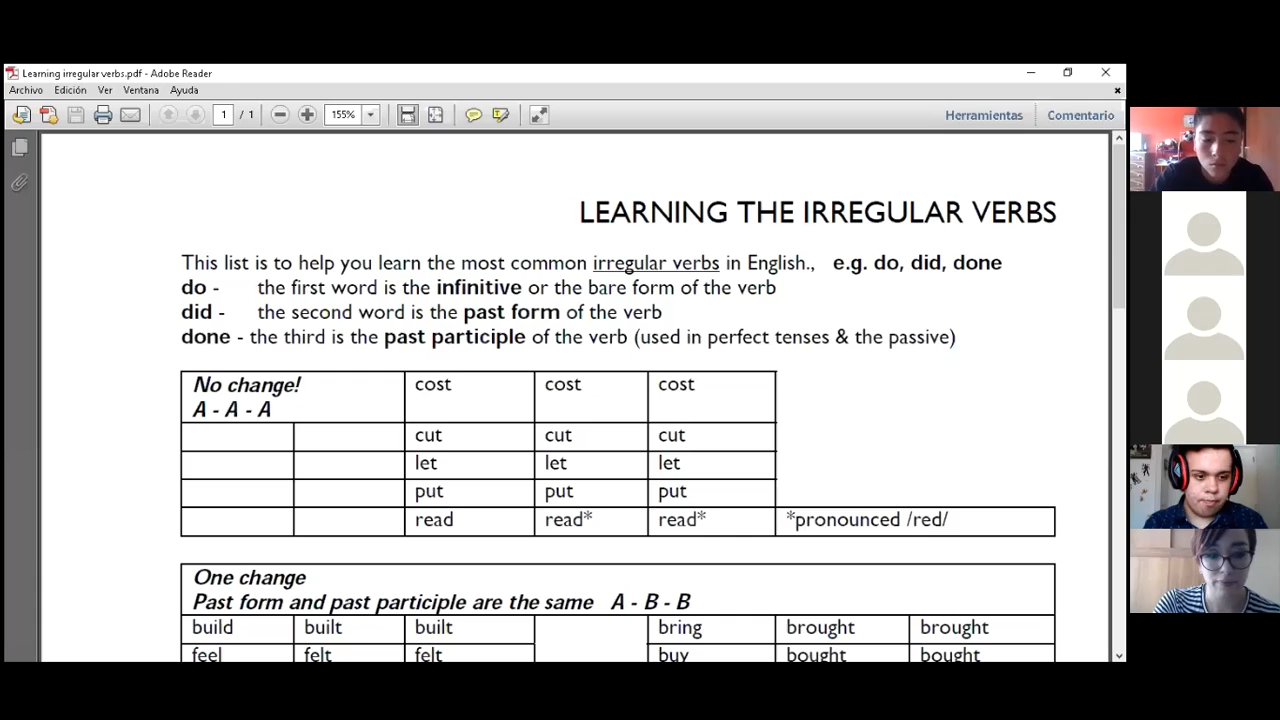 Learning irregular verbs.pdf - Adobe Reader
Archivo Edición Ver Ventana Ayuda
1 / 1 155% Herramientas Comentario
LEARNING THE IRREGULAR VERBS
This list is to help you learn the most common irregular verbs in English., e.g. do, did, done
do - the first word is the infinitive or the bare form of the verb
did - the second word is the past form of the verb
done - the third is the past participle of the verb (used in perfect tenses & the passive)
No change! cost cost cost
A - A - A
cut cut cut
let let let
put put put
read read* read* *pronounced /red/
One change
Past form and past participle are the same A - B - B
build built built bring brought brought
feel felt felt buy bought bought